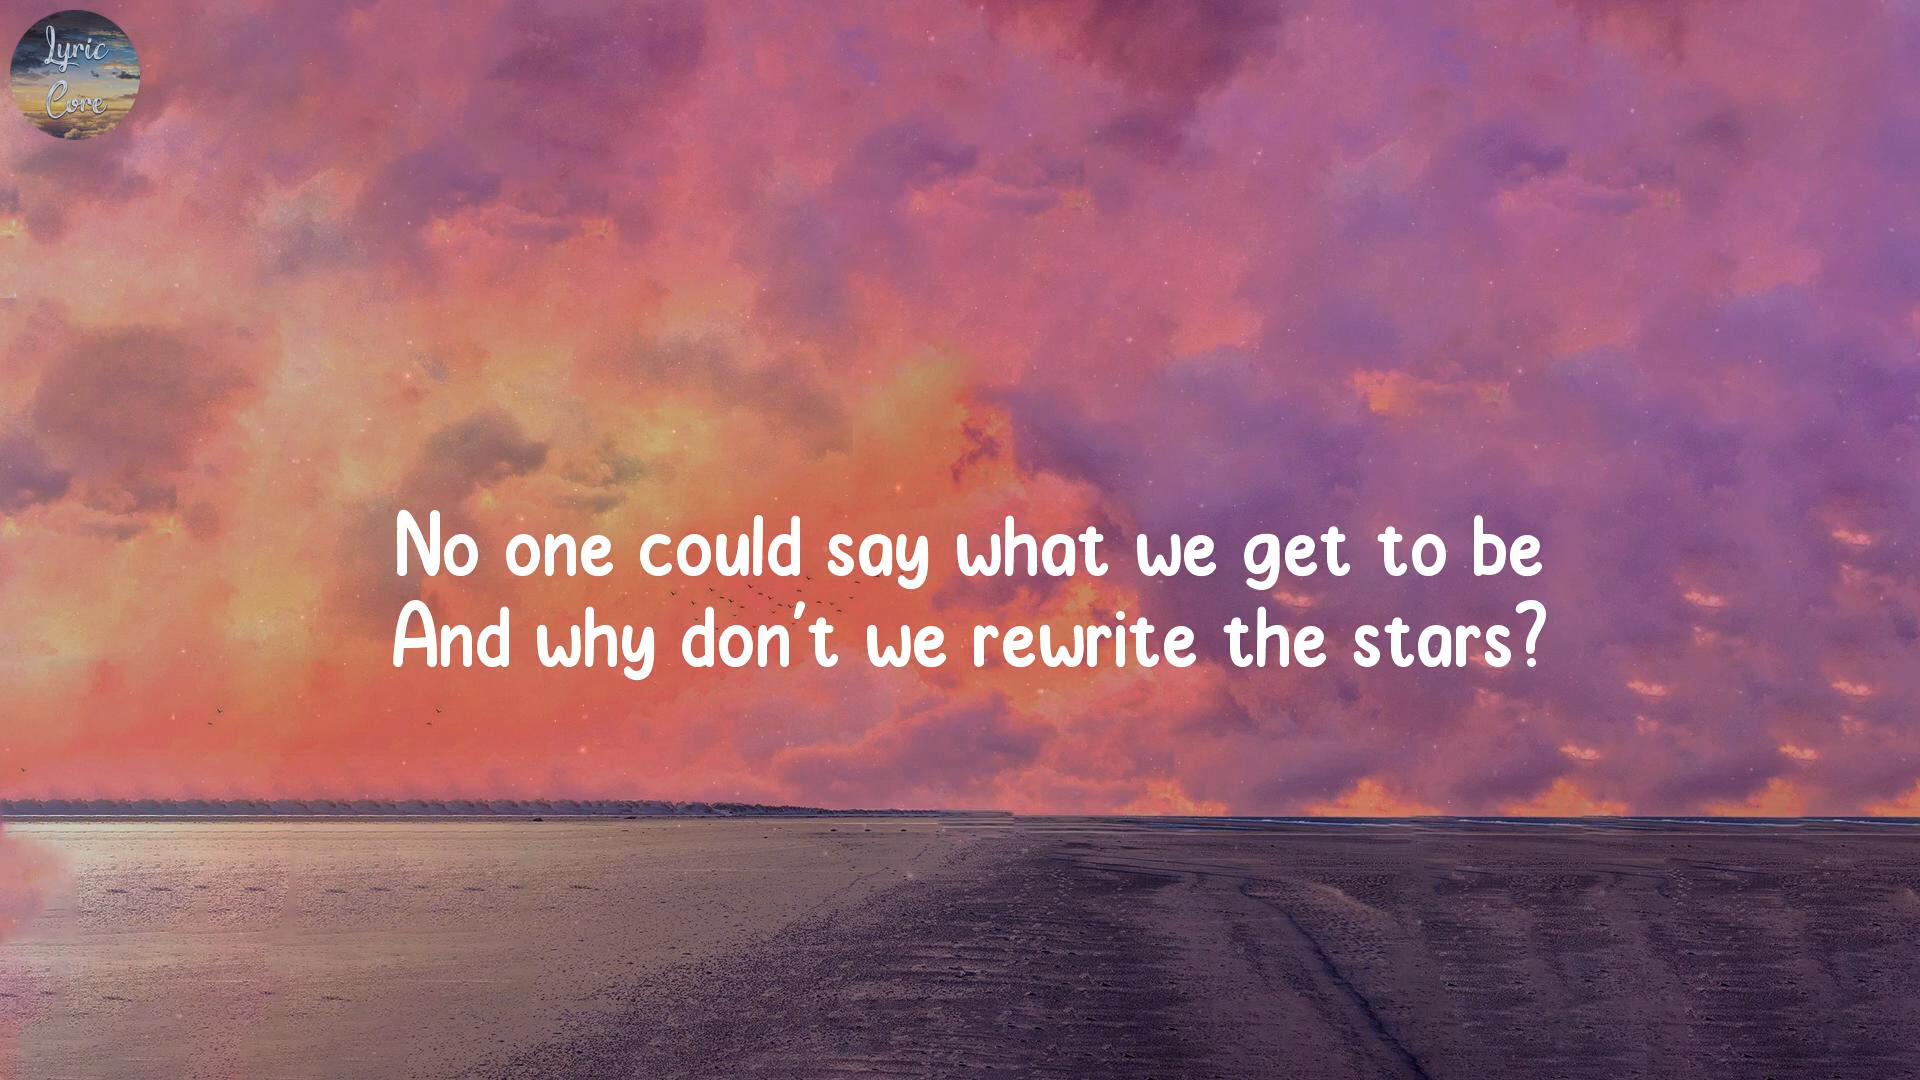 Lyric
Core
No one could say what we get to be
And why don't we rewrite the stars?